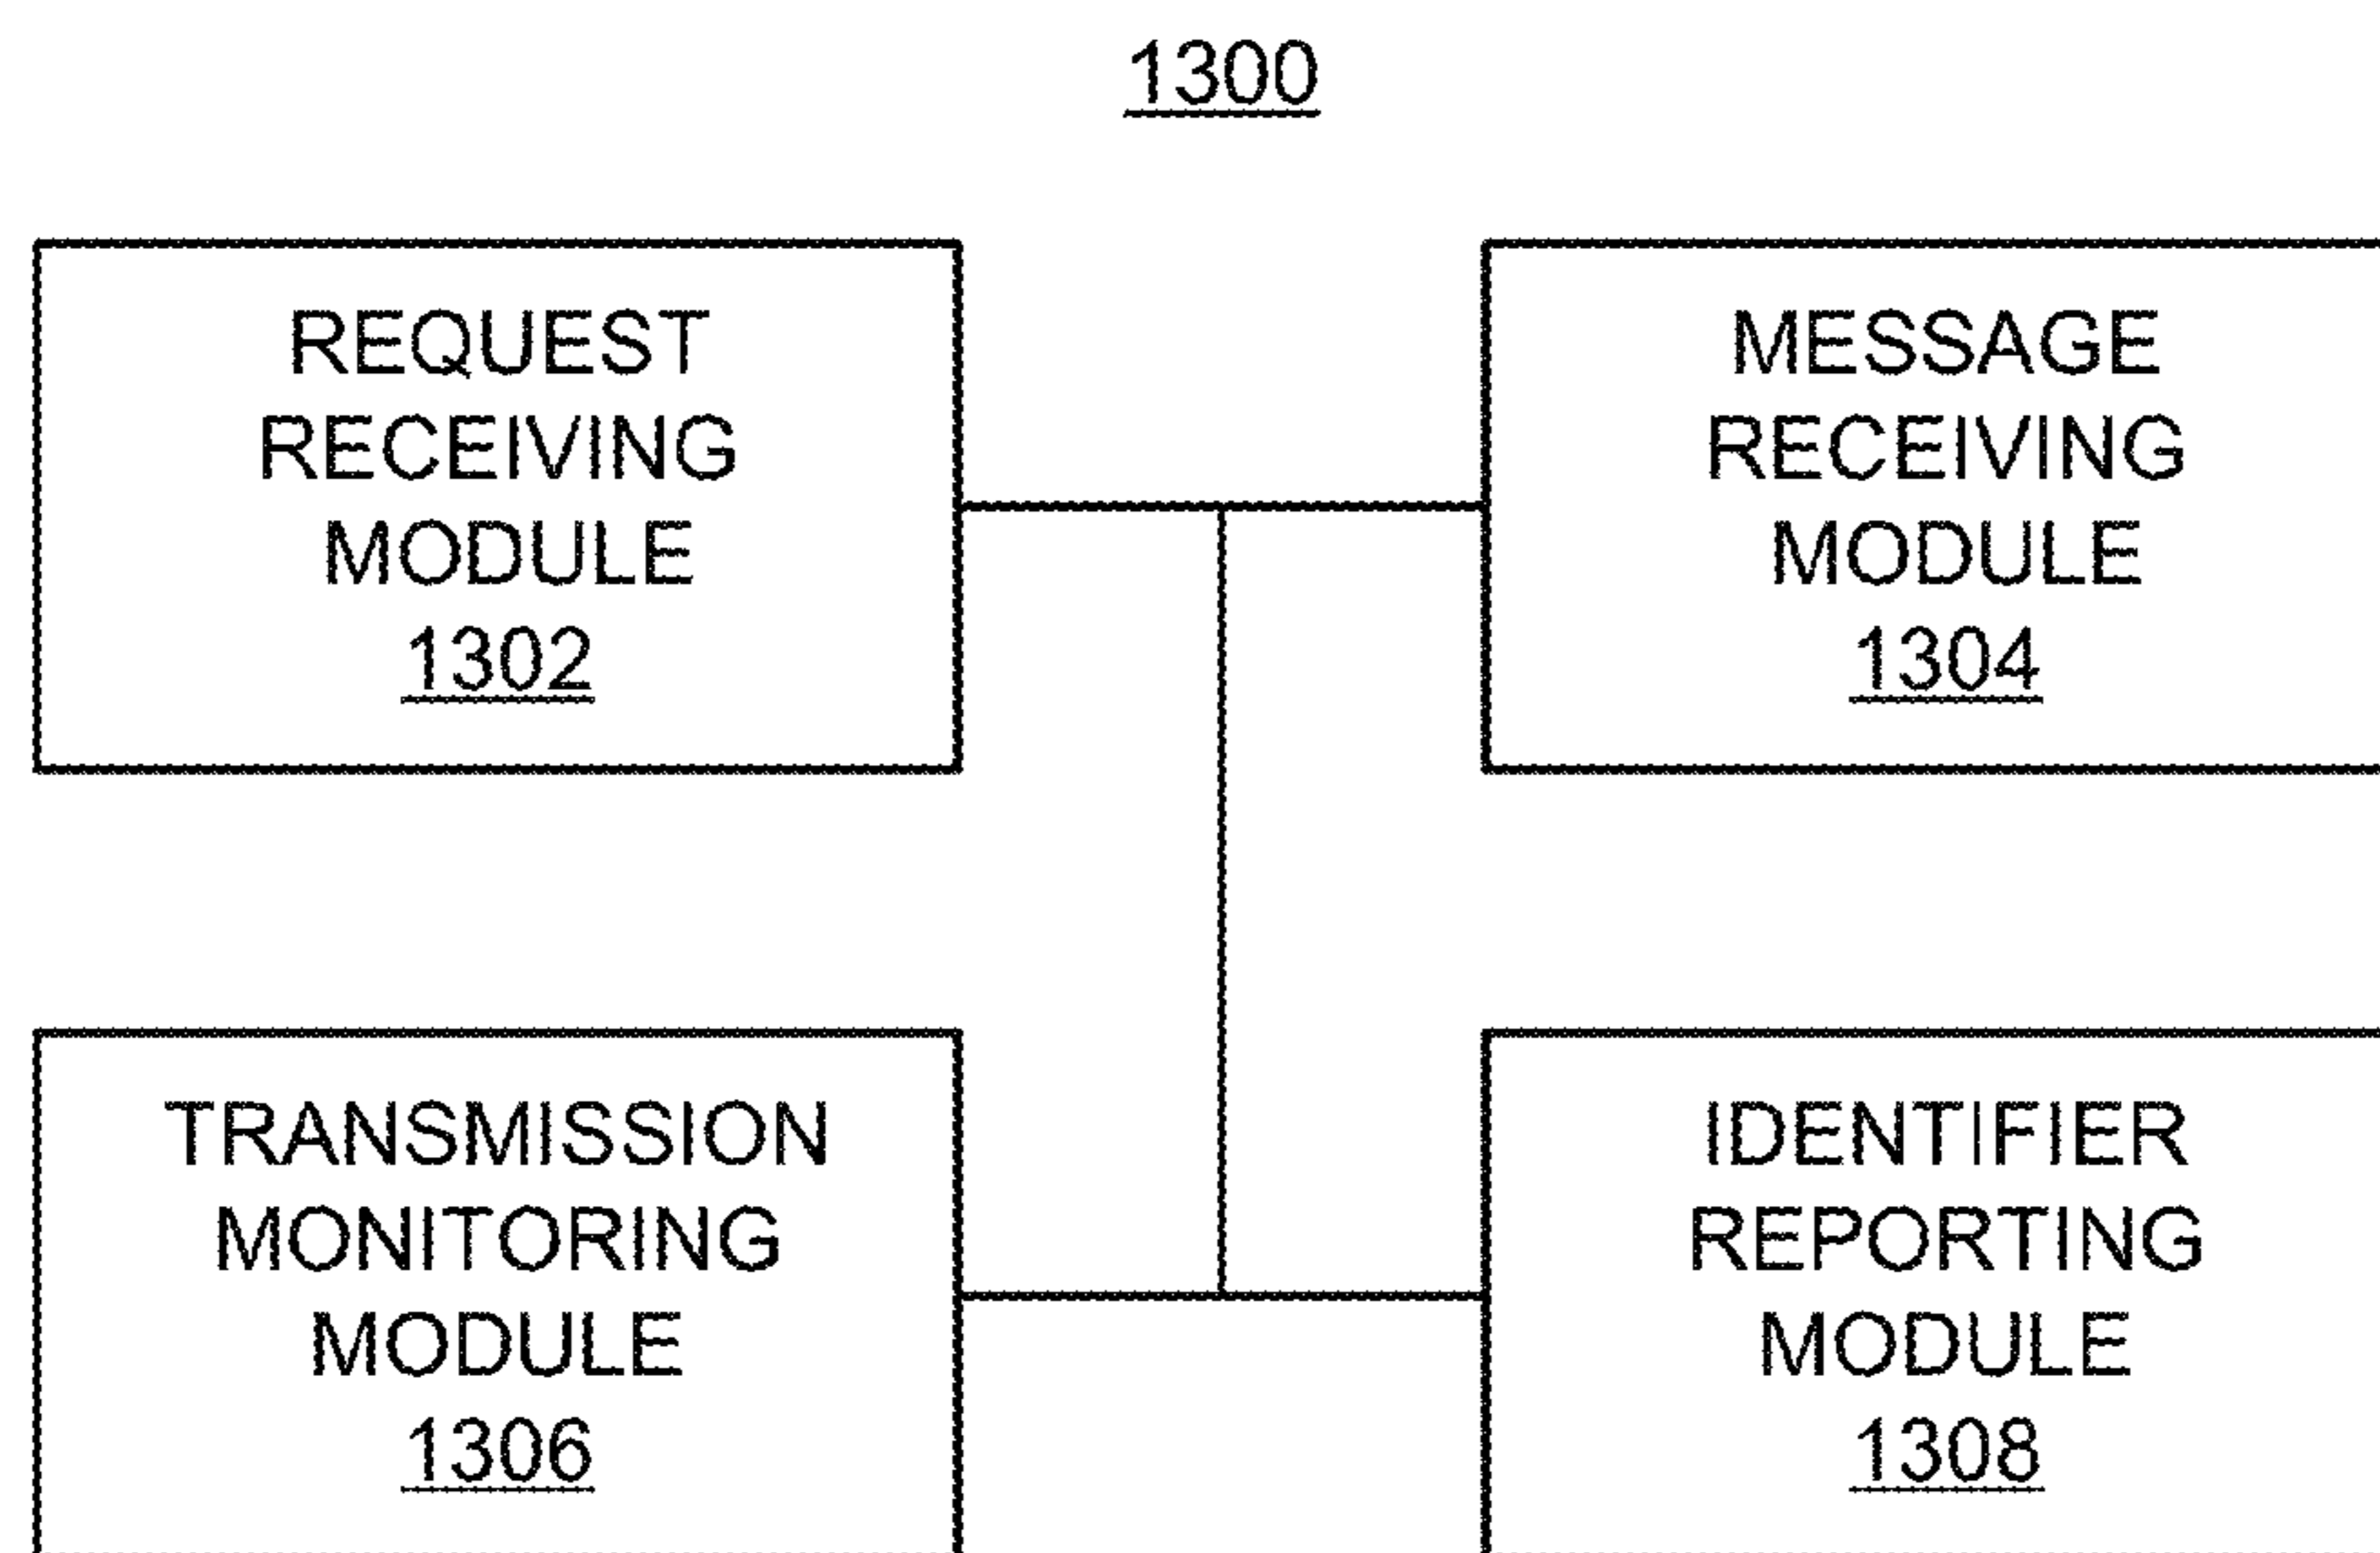 1300
REQUEST
RECEIVING
MODULE
1302
MESSAGE
RECEIVING
MODULE
1304
TRANSMISSION
MONITORING
MODULE
1306
IDENTIFIER
REPORTING
MODULE
1308